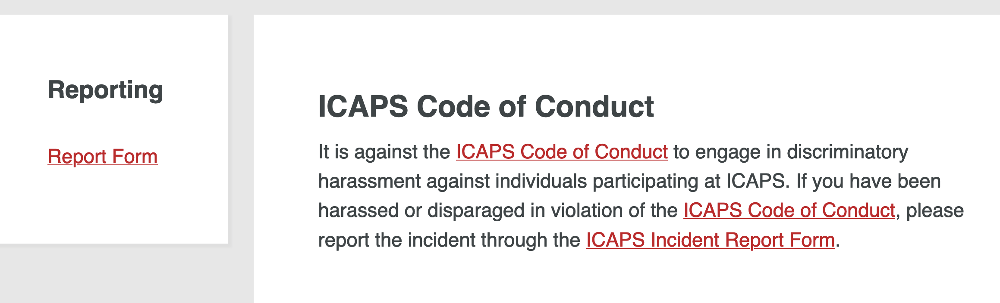 Reporting
Report Form
ICAPS Code of Conduct
It is against the ICAPS Code of Conduct to engage in discriminatory
harassment against individuals participating at ICAPS. If you have been
harassed or disparaged in violation of the ICAPS Code of Conduct, please
report the incident through the ICAPS Incident Report Form.